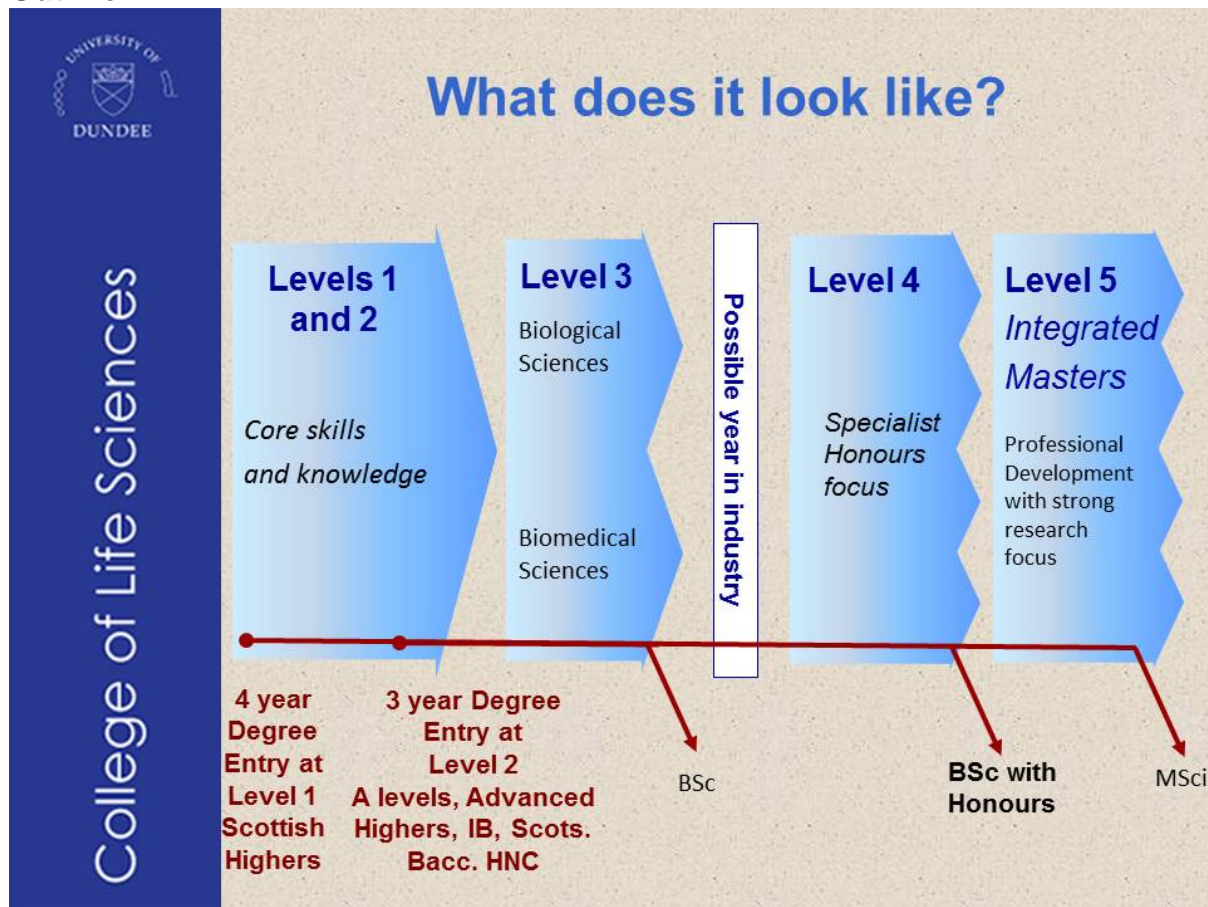 UNIVERSITY OF
DUNDEE
College of Life Sciences
What does it look like?
Levels 1
and 2
Core skills
and knowledge
Level 3
Biological
Sciences
Biomedical
Sciences
Possible year in industry
Level 4
Specialist
Honours
focus
Level 5
Integrated
Masters
Professional
Development
with strong
research
focus
4 year
Degree
Entry at
Level 1
Scottish
Highers
3 year Degree
Entry at
Level 2
A levels, Advanced
Highers, IB, Scots.
Bacc. HNC
BSc
BSc with
Honours
MSci